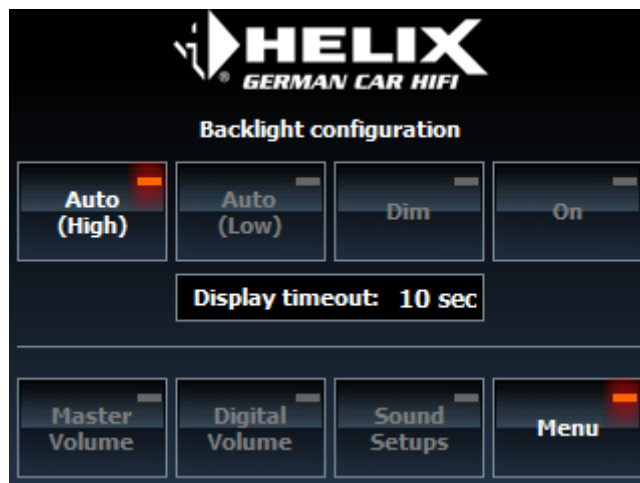 HELIX
®
GERMAN CAR HIFI
Backlight configuration
Auto
(High)
Auto
(Low)
Dim
On
Display timeout: 10 sec
Master
Volume
Digital
Volume
Sound
Setups
Menu